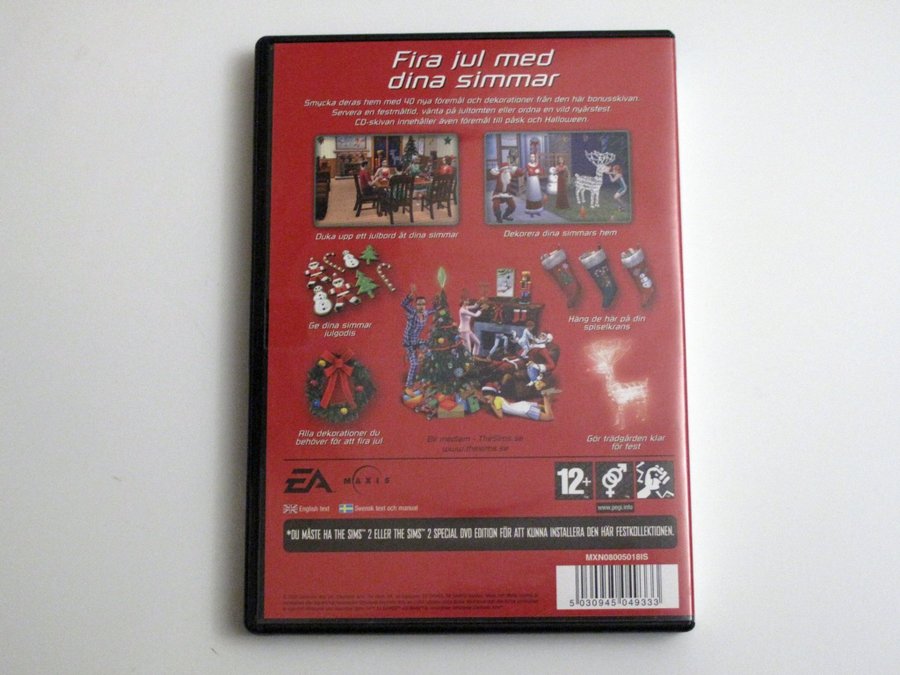 Fira jul med
dina simmar
Smycka deras hem med 40 nya föremål och dekorationer från den här bonusskivan.
Servera en festmåltid, vänta på jultomten eller ordna en vild nyårsfest.
CD-skivan innehåller även föremål till påsk och Halloween.
Duka upp ett julbord åt dina simmar
Dekorera dina simmars hem
Ge dina simmar
julgodis
Häng de här på din
spiselkrans
Alla dekorationer du
behöver för att fira jul
Bli medlem - TheSims.se
www.thesims.se
Gör trädgården klar
för fest
EA
MAXIS
12+
www.pegi.info
English text
Svensk text och manual
*DU MÅSTE HA THE SIMS™ 2 ELLER THE SIMS™ 2 SPECIAL DVD EDITION FÖR ATT KUNNA INSTALLERA DEN HÄR FESTKOLLEKTIONEN.
MXN08005018IS
5 030945 049333